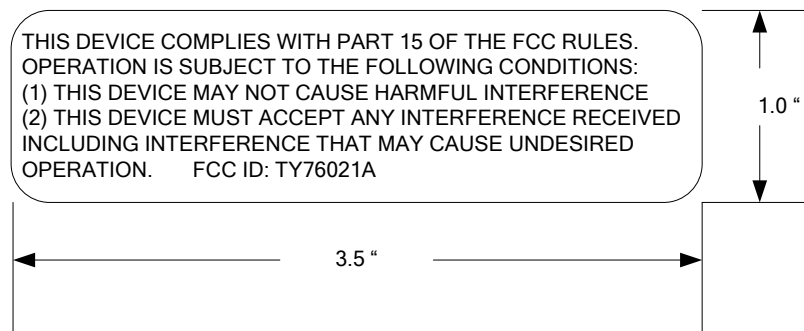 THIS DEVICE COMPLIES WITH PART 15 OF THE FCC RULES.
OPERATION IS SUBJECT TO THE FOLLOWING CONDITIONS:
(1) THIS DEVICE MAY NOT CAUSE HARMFUL INTERFERENCE
(2) THIS DEVICE MUST ACCEPT ANY INTERFERENCE RECEIVED
INCLUDING INTERFERENCE THAT MAY CAUSE UNDESIRED
OPERATION. FCC ID: TY76021A
1.0 “
3.5 “